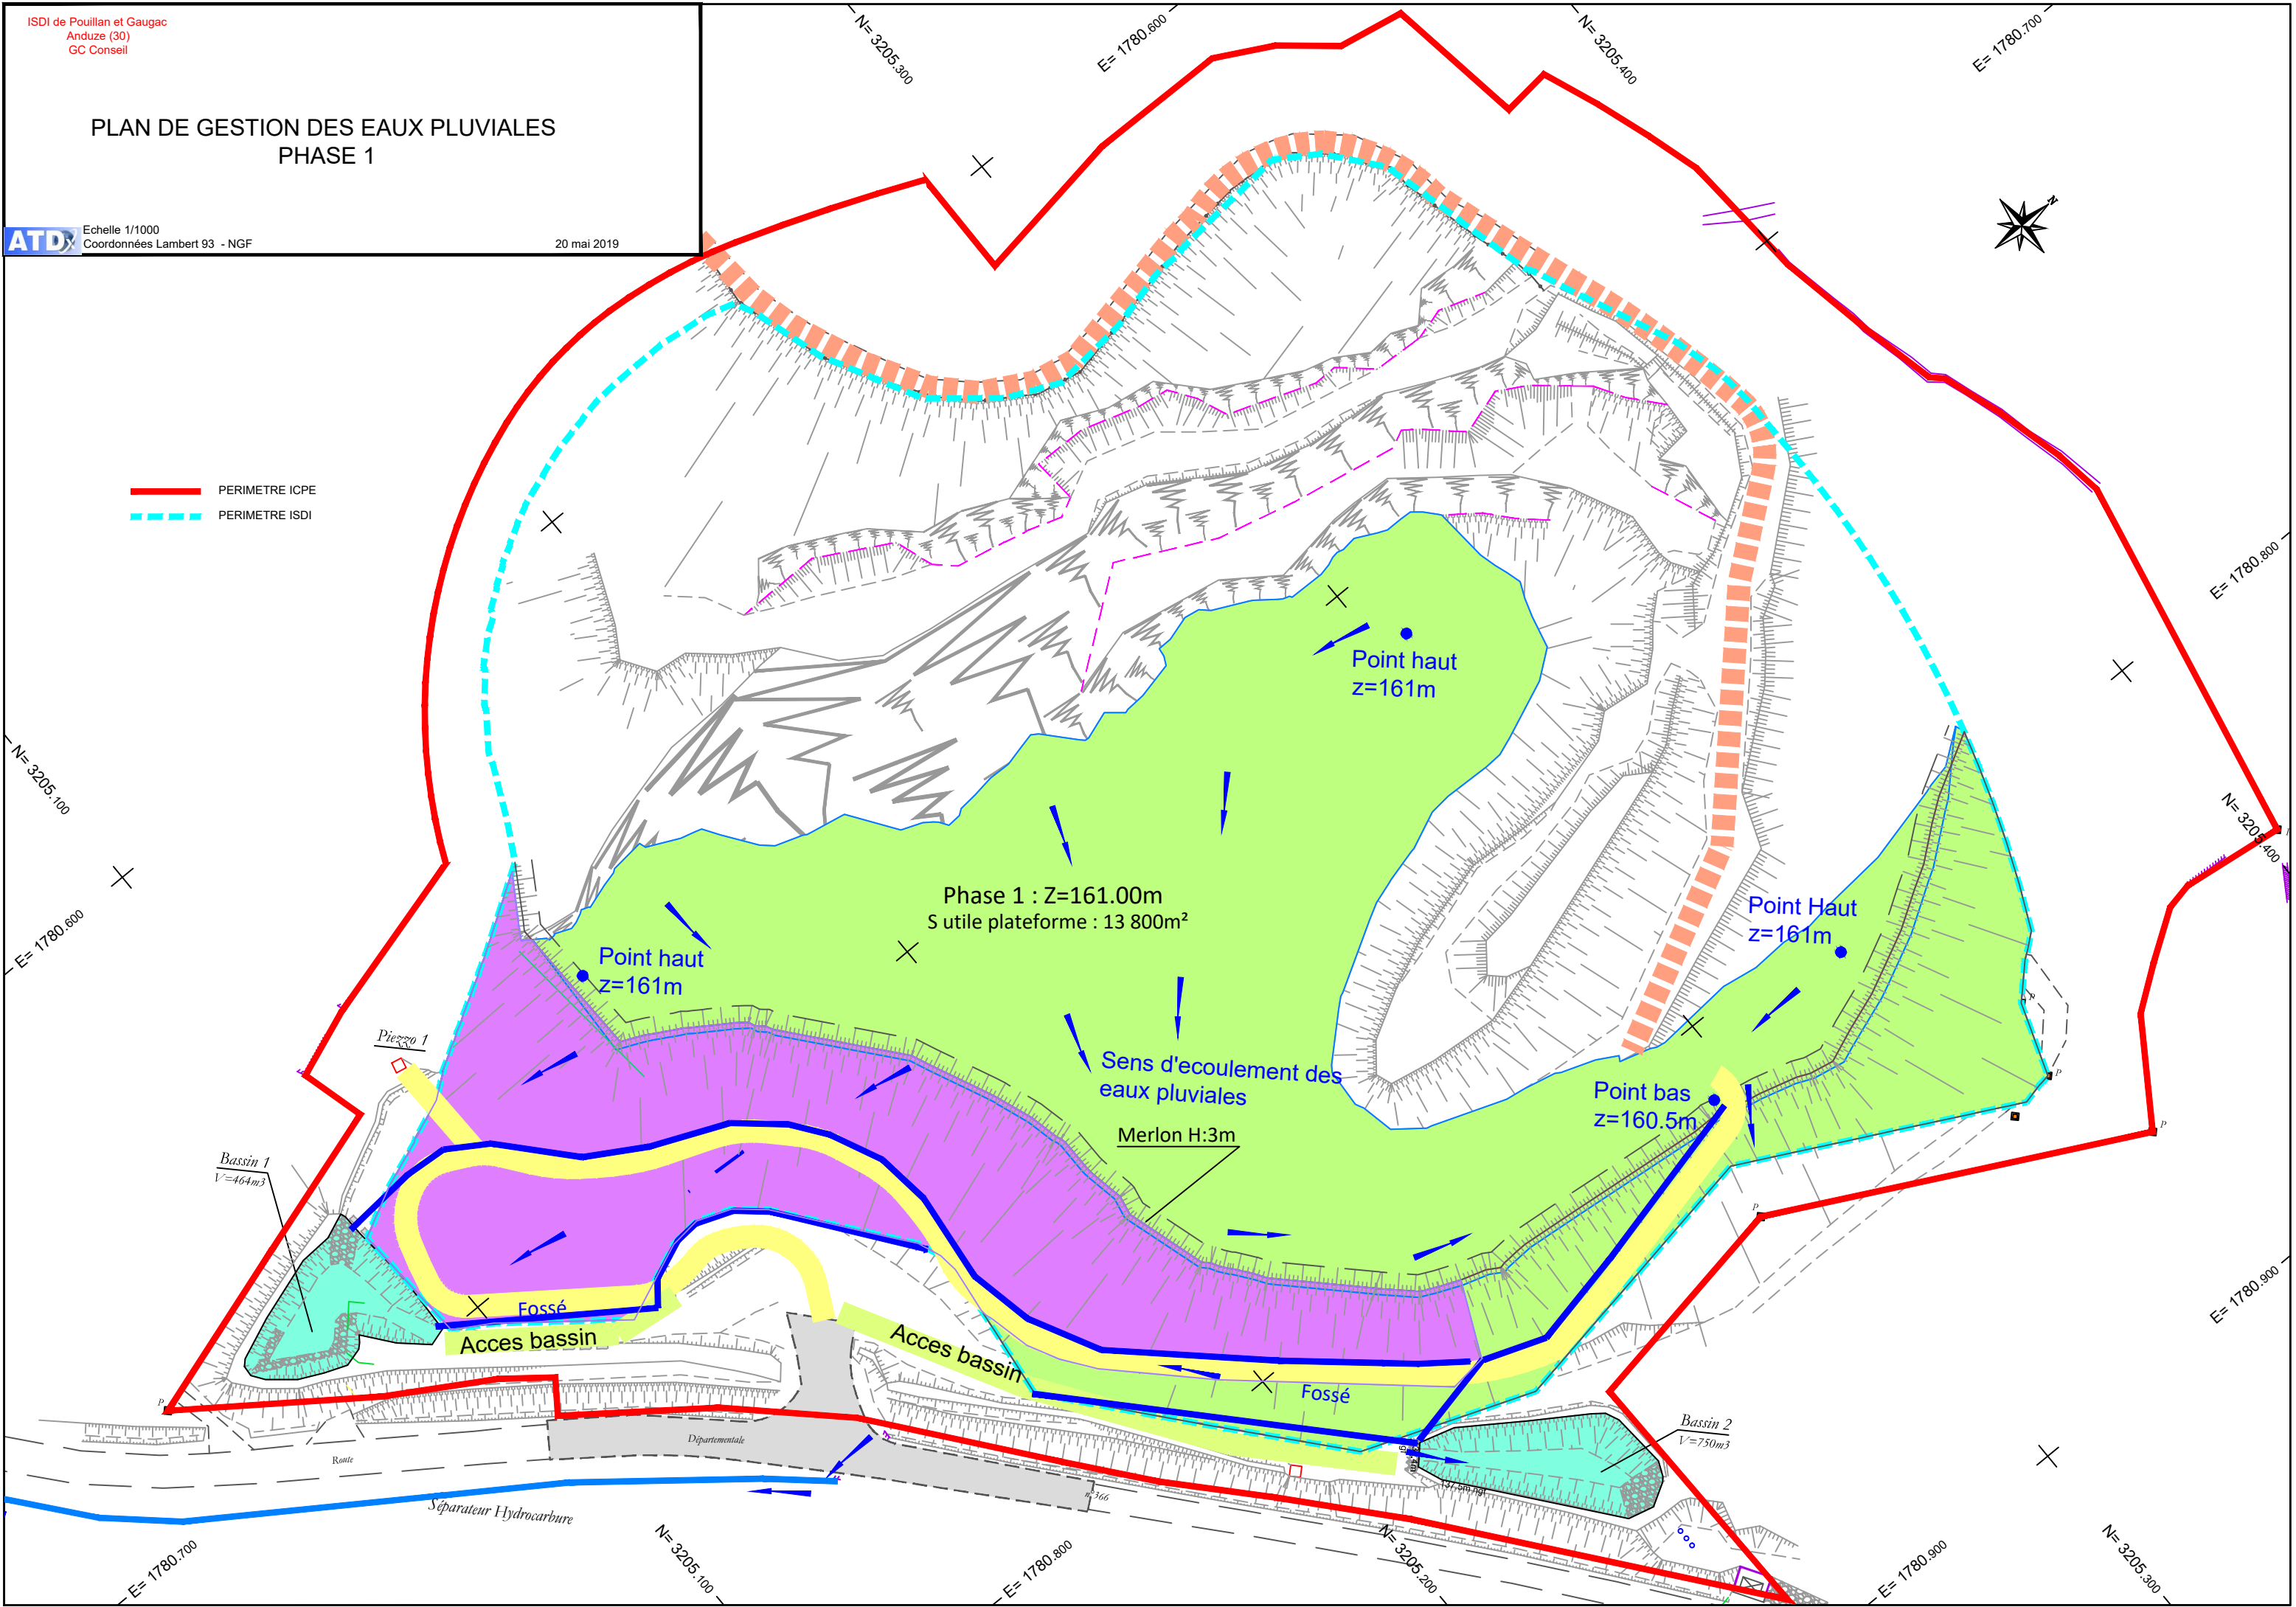 ISDI de Pouillan et Gaugac
Anduze (30)
GC Conseil
PLAN DE GESTION DES EAUX PLUVIALES
PHASE 1
ATDx
Echelle 1/1000
Coordonnées Lambert 93 - NGF
20 mai 2019
N= 3205.300
E= 1780.600
N= 3205.400
E= 1780.700
N
PERIMETRE ICPE
PERIMETRE ISDI
E= 1780.800
Point haut
z=161m
N= 3205.100
N= 3205.400
E= 1780.600
Phase 1 : Z=161.00m
S utile plateforme : 13 800m²
Point Haut
z=161m
Point haut
z=161m
P
Piezzo 1
Sens d'ecoulement des
eaux pluviales
P
Point bas
z=160.5m
Merlon H:3m
P
Bassin 1
V=464m3
P
E= 1780.900
Fossé
Acces bassin
Acces bassin
Fossé
P
Bassin 2
V=750m3
Départementale
Route
n°366
Séparateur Hydrocarbure
E= 1780.700
N= 3205.100
E= 1780.800
N= 3205.200
E= 1780.900
N= 3205.300